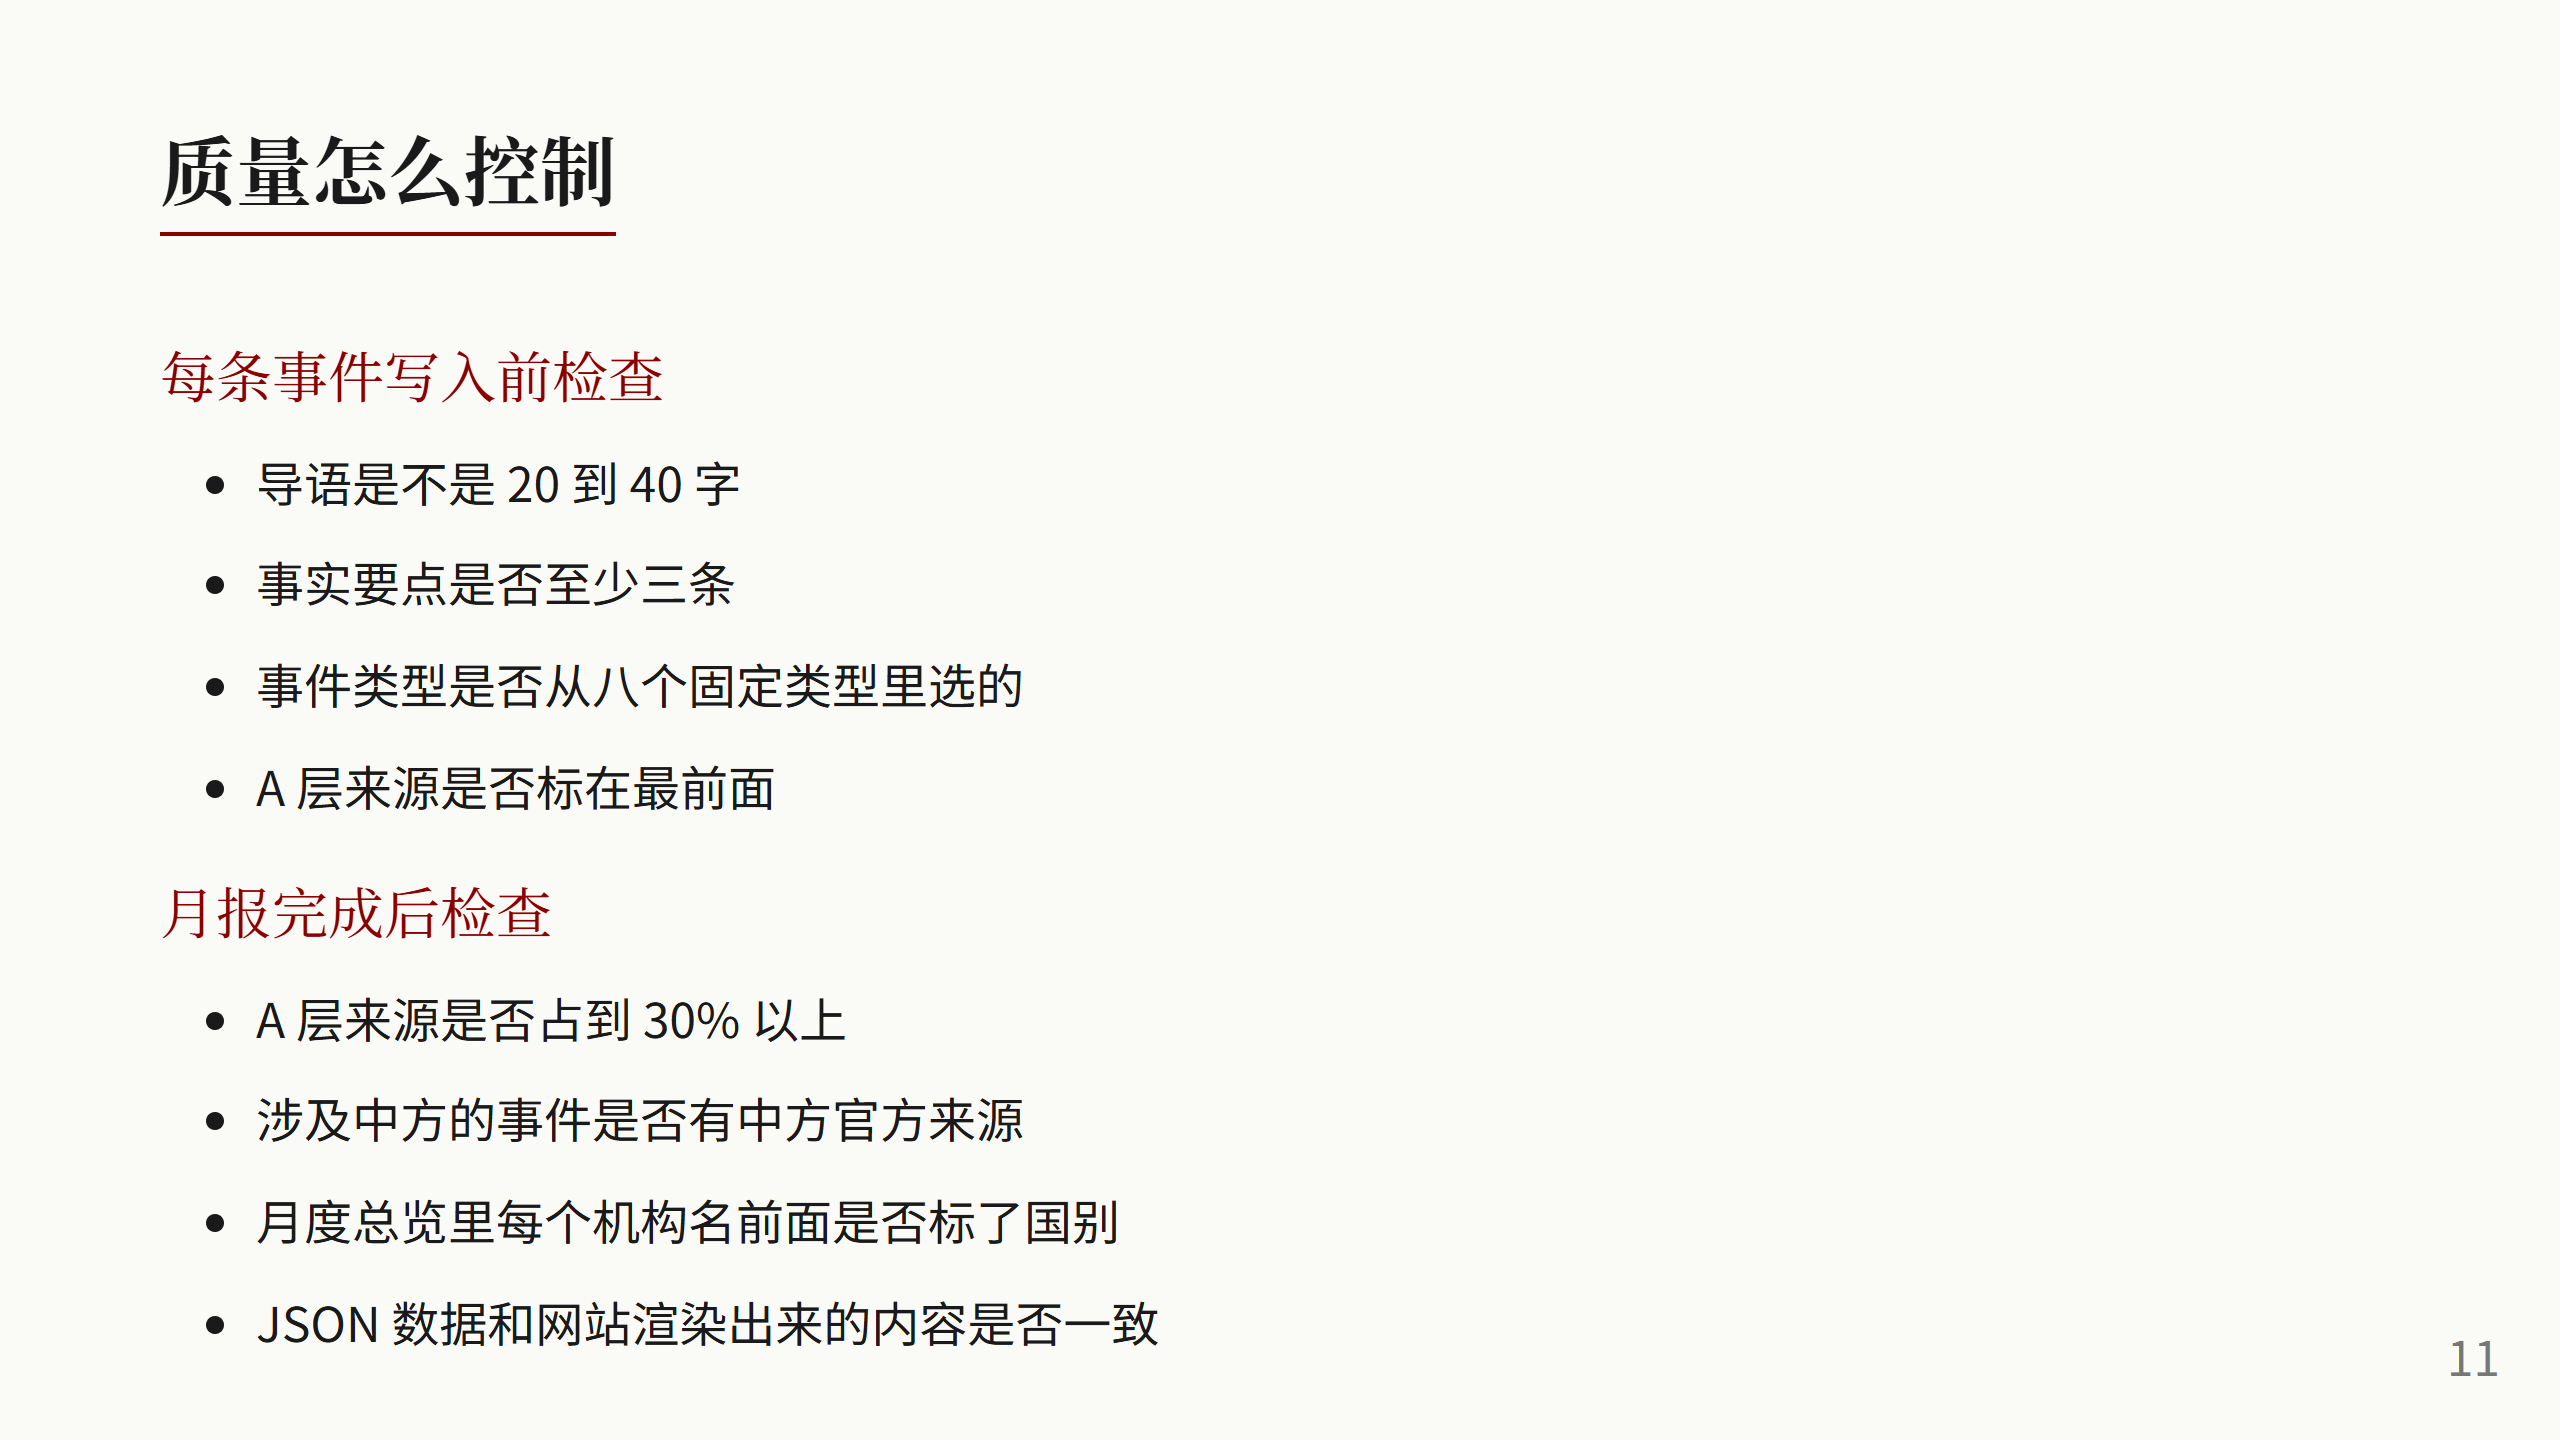 质量怎么控制
每条事件写入前检查
导语是不是 20 到 40 字
事实要点是否至少三条
事件类型是否从八个固定类型里选的
A 层来源是否标在最前面
月报完成后检查
A 层来源是否占到 30% 以上
涉及中方的事件是否有中方官方来源
月度总览里每个机构名前面是否标了国别
JSON 数据和网站渲染出来的内容是否一致
11